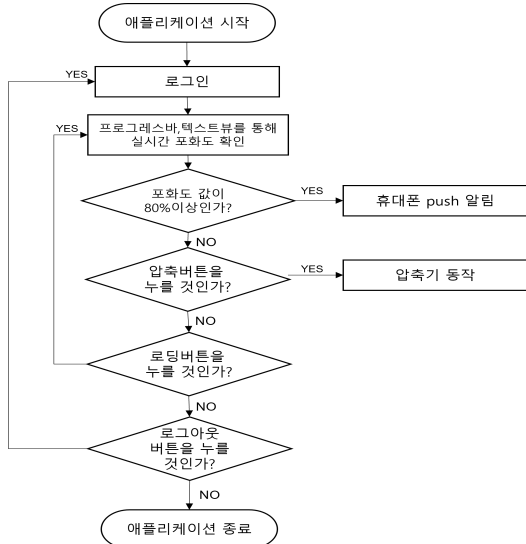 애플리케이션 시작
YES
로그인
YES
프로그레스바,텍스트뷰를 통해
실시간 포화도 확인
포화도 값이
80%이상인가?
YES
휴대폰 push 알림
NO
압축버튼을
누를 것인가?
YES
압축기 동작
NO
로딩버튼을
누를 것인가?
NO
로그아웃
버튼을 누를
것인가?
NO
애플리케이션 종료